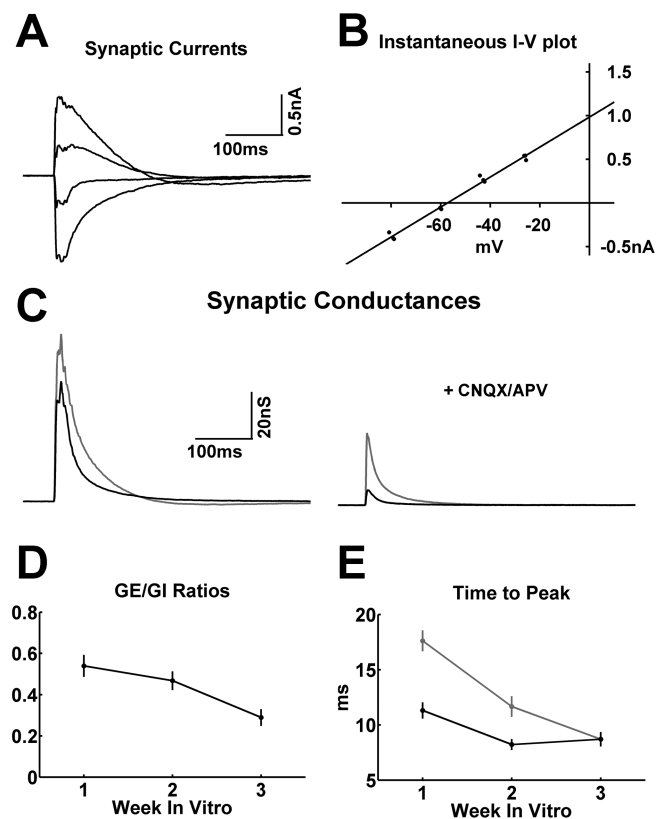 A
Synaptic Currents
0.5nA
100ms
B
Instantaneous I-V plot
1.5
1.0
0.5
-60
-40
-20
mV
-0.5nA
C
Synaptic Conductances
20nS
100ms
+ CNQX/APV
D
GE/GI Ratios
0.8
0.6
0.4
0.2
0
1
2
3
Week In Vitro
E
Time to Peak
20
15
10
5
ms
1
2
3
Week In Vitro